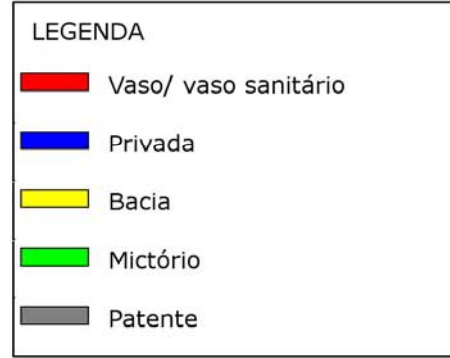 LEGENDA
Vaso/ vaso sanitário
Privada
Bacia
Mictório
Patente